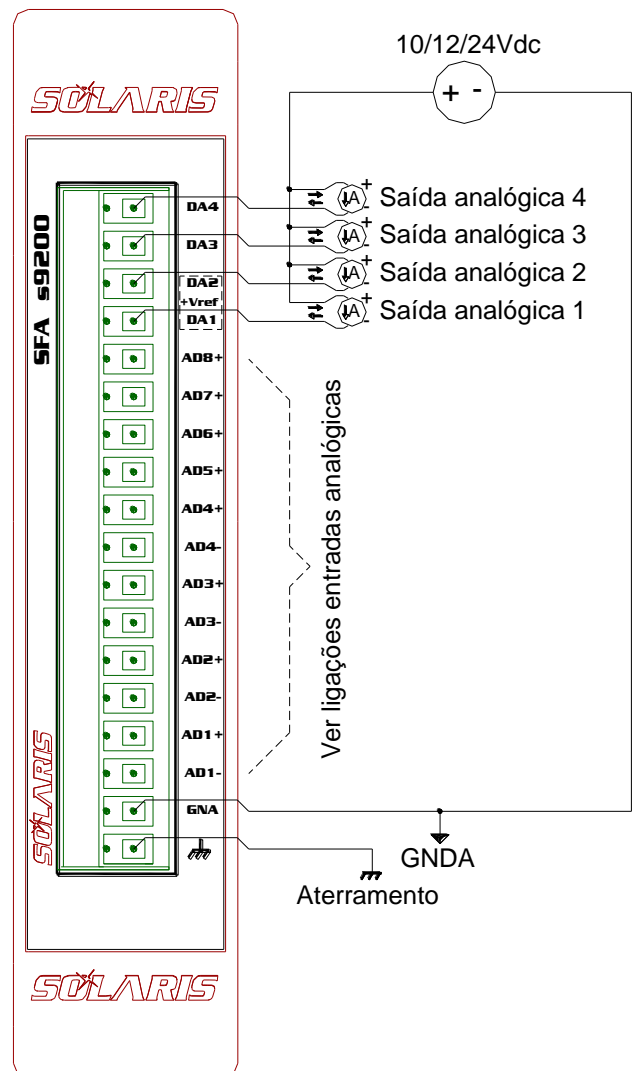 10/12/24Vdc
+ -
SOLARIS
SFA s9200
DA4
A + - Saída analógica 4
DA3
A + - Saída analógica 3
DA2
A + - Saída analógica 2
+Vref
DA1
A + - Saída analógica 1
AD8+
AD7+
AD6+
AD5+
AD4+
AD4-
AD3+
AD3-
AD2+
AD2-
AD1+
AD1-
Ver ligações entradas analógicas
SOLARIS
GNA
GNDA
Aterramento
SOLARIS